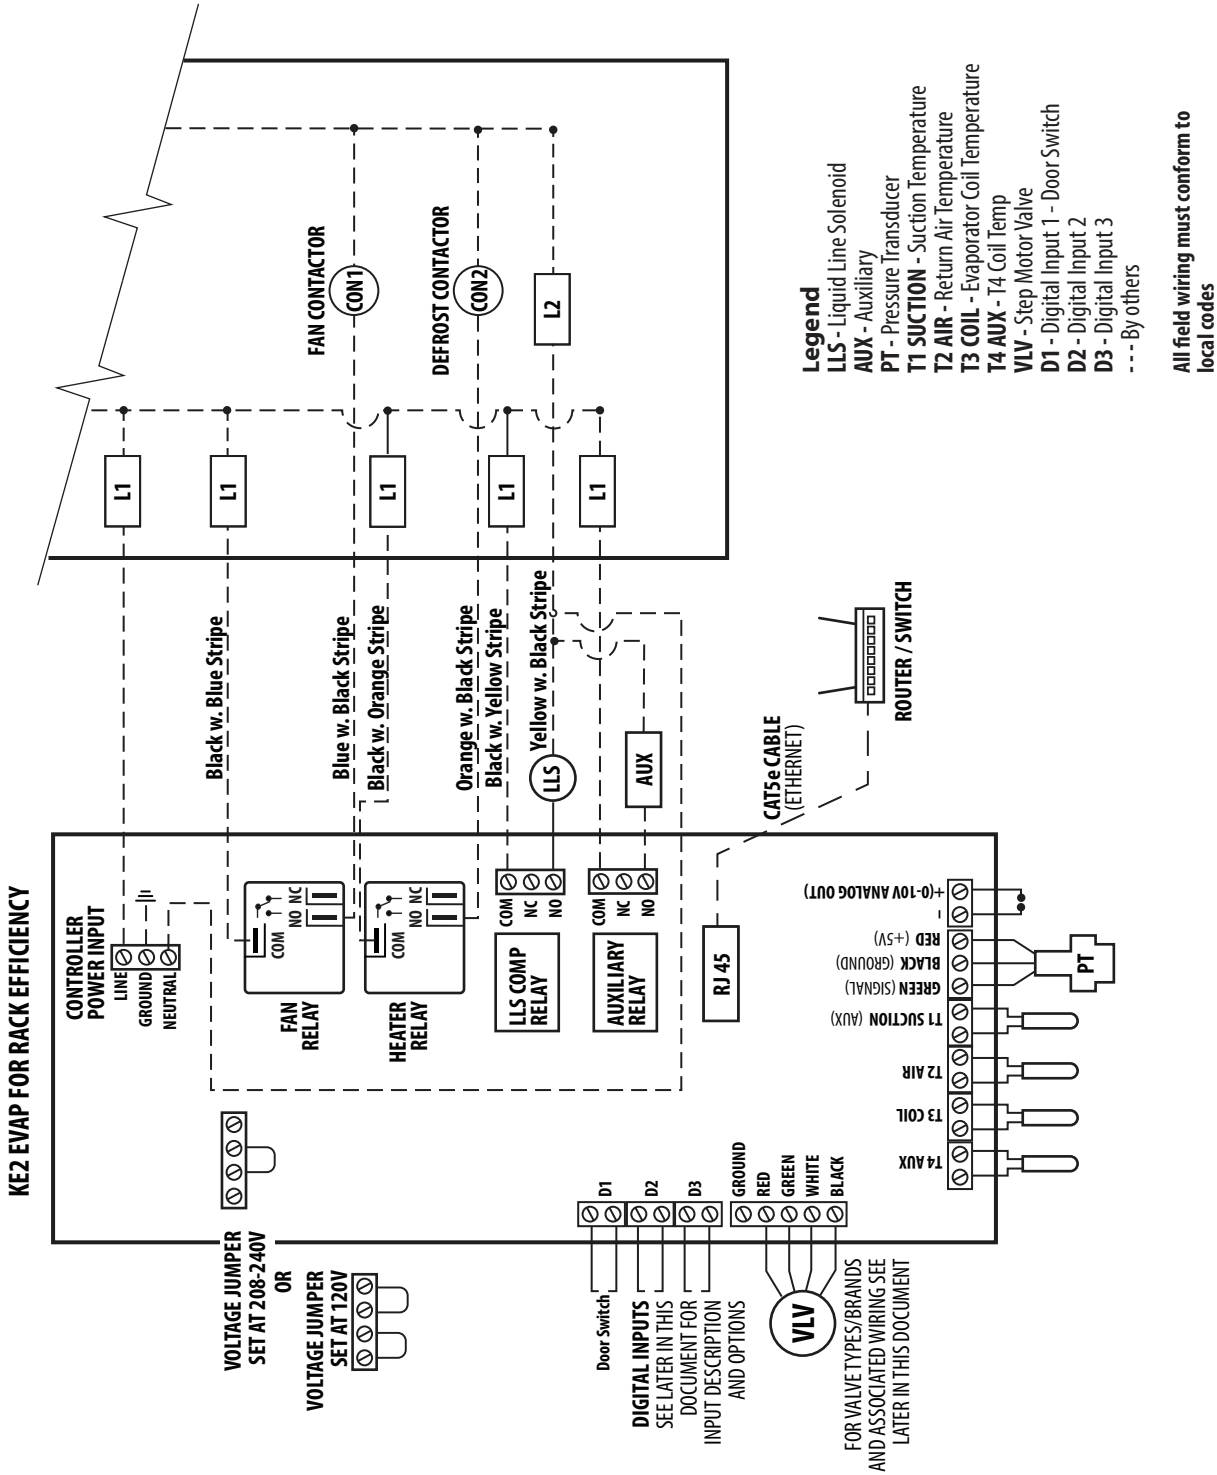 KE2 EVAP FOR RACK EFFICIENCY
VOLTAGE JUMPER
SET AT 208-240V
OR
VOLTAGE JUMPER
SET AT 120V
CONTROLLER
POWER INPUT
LINE
GROUND
NEUTRAL
FAN
RELAY
COM
NO
NC
HEATER
RELAY
COM
NO
NC
LLS COMP
RELAY
COM
NC
NO
AUXILIARY
RELAY
COM
NC
NO
RJ 45
Black w. Blue Stripe
Blue w. Black Stripe
Black w. Orange Stripe
Orange w. Black Stripe
Black w. Yellow Stripe
Yellow w. Black Stripe
LLS
AUX
L1
L1
L1
L1
L1
L2
FAN CONTACTOR
CON1
DEFROST CONTACTOR
CON2
CAT5e CABLE
(ETHERNET)
ROUTER / SWITCH
Door Switch
D1
D2
D3
DIGITAL INPUTS
SEE LATER IN THIS
DOCUMENT FOR
INPUT DESCRIPTION
AND OPTIONS
GROUND
RED
GREEN
WHITE
BLACK
VLV
FOR VALVE TYPES/BRANDS
AND ASSOCIATED WIRING SEE
LATER IN THIS DOCUMENT
T4 AUX
T3 COIL
T2 AIR
T1 SUCTION (AUX)
GREEN (SIGNAL)
BLACK (GROUND)
RED (+5V)
-
+(0-10V ANALOG OUT)
PT
Legend
LLS - Liquid Line Solenoid
AUX - Auxiliary
PT - Pressure Transducer
T1 SUCTION - Suction Temperature
T2 AIR - Return Air Temperature
T3 COIL - Evaporator Coil Temperature
T4 AUX - T4 Coil Temp
VLV - Step Motor Valve
D1 - Digital Input 1 - Door Switch
D2 - Digital Input 2
D3 - Digital Input 3
- - - By others
All field wiring must conform to
local codes